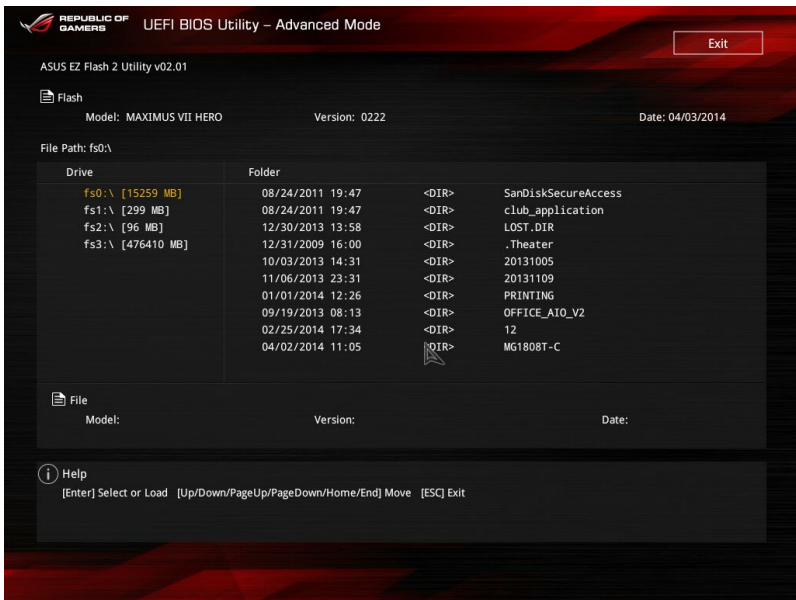 REPUBLIC OF
GAMERS
UEFI BIOS Utility – Advanced Mode
Exit
ASUS EZ Flash 2 Utility v02.01
Flash
Model: MAXIMUS VII HERO Version: 0222 Date: 04/03/2014
File Path: fs0:\
Drive Folder
fs0:\ [15259 MB] 08/24/2011 19:47 <DIR> SanDiskSecureAccess
fs1:\ [299 MB] 08/24/2011 19:47 <DIR> club_application
fs2:\ [96 MB] 12/30/2013 13:58 <DIR> LOST.DIR
fs3:\ [476410 MB] 12/31/2009 16:00 <DIR> .Theater
10/03/2013 14:31 <DIR> 20131005
11/06/2013 23:31 <DIR> 20131109
01/01/2014 12:26 <DIR> PRINTING
09/19/2013 08:13 <DIR> OFFICE_AIO_V2
02/25/2014 17:34 <DIR> 12
04/02/2014 11:05 <DIR> MG1808T-C
File
Model: Version: Date:
Help
[Enter] Select or Load [Up/Down/PageUp/PageDown/Home/End] Move [ESC] Exit